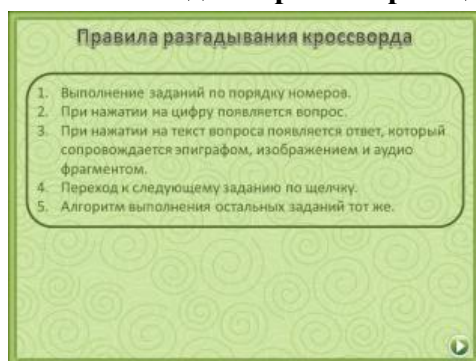 Правила разгадывания кроссворда
1. Выполнение заданий по порядку номеров.
2. При нажатии на цифру появляется вопрос.
3. При нажатии на текст вопроса появляется ответ, который
сопровождается эпиграфом, изображением и аудио
фрагментом.
4. Переход к следующему заданию по щелчку.
5. Алгоритм выполнения остальных заданий тот же.